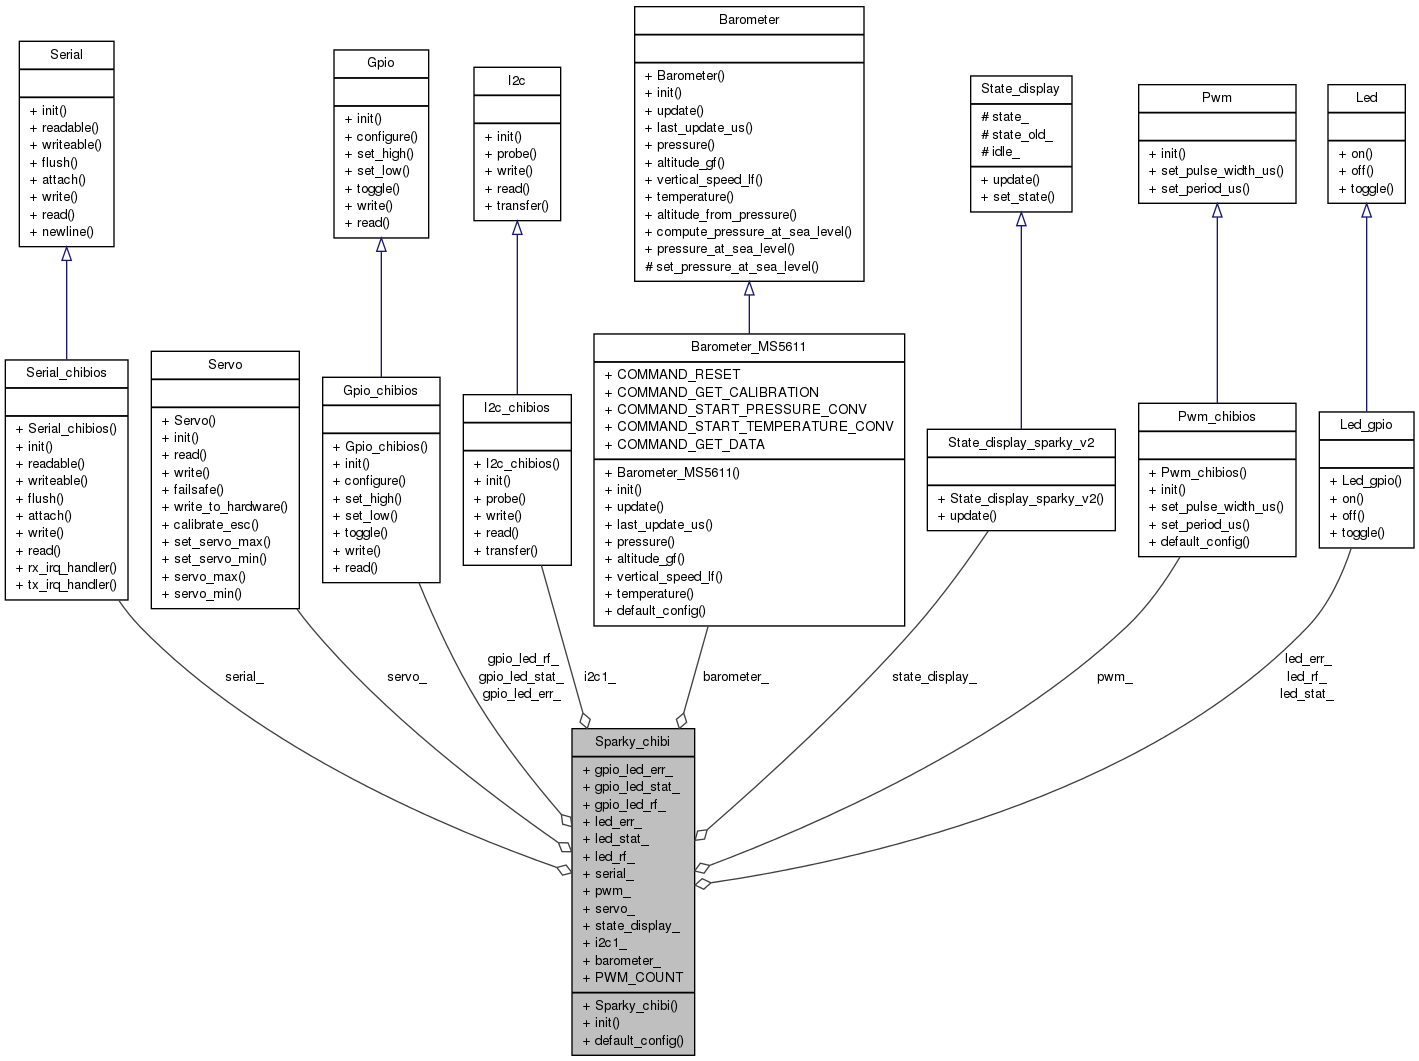 Serial
+ init()
+ readable()
+ writeable()
+ flush()
+ attach()
+ write()
+ read()
+ newline()
Gpio
+ init()
+ configure()
+ set_high()
+ set_low()
+ toggle()
+ write()
+ read()
I2c
+ init()
+ probe()
+ write()
+ read()
+ transfer()
Barometer
+ Barometer()
+ init()
+ update()
+ last_update_us()
+ pressure()
+ altitude_gf()
+ vertical_speed_lf()
+ temperature()
+ altitude_from_pressure()
+ compute_pressure_at_sea_level()
+ pressure_at_sea_level()
# set_pressure_at_sea_level()
State_display
# state_
# state_old_
# idle_
+ update()
+ set_state()
Pwm
+ init()
+ set_pulse_width_us()
+ set_period_us()
Led
+ on()
+ off()
+ toggle()
Serial_chibios
+ Serial_chibios()
+ init()
+ readable()
+ writeable()
+ flush()
+ attach()
+ write()
+ read()
+ rx_irq_handler()
+ tx_irq_handler()
Servo
+ Servo()
+ init()
+ read()
+ write()
+ failsafe()
+ write_to_hardware()
+ calibrate_esc()
+ set_servo_max()
+ set_servo_min()
+ servo_max()
+ servo_min()
Gpio_chibios
+ Gpio_chibios()
+ init()
+ configure()
+ set_high()
+ set_low()
+ toggle()
+ write()
+ read()
I2c_chibios
+ I2c_chibios()
+ init()
+ probe()
+ write()
+ read()
+ transfer()
Barometer_MS5611
+ COMMAND_RESET
+ COMMAND_GET_CALIBRATION
+ COMMAND_START_PRESSURE_CONV
+ COMMAND_START_TEMPERATURE_CONV
+ COMMAND_GET_DATA
+ Barometer_MS5611()
+ init()
+ update()
+ last_update_us()
+ pressure()
+ altitude_gf()
+ vertical_speed_lf()
+ temperature()
+ default_config()
State_display_sparky_v2
+ State_display_sparky_v2()
+ update()
Pwm_chibios
+ Pwm_chibios()
+ init()
+ set_pulse_width_us()
+ set_period_us()
+ default_config()
Led_gpio
+ Led_gpio()
+ on()
+ off()
+ toggle()
serial_
servo_
gpio_led_rf_
gpio_led_stat_
gpio_led_err_
i2c1_
barometer_
state_display_
pwm_
led_err_
led_rf_
led_stat_
Sparky_chibi
+ gpio_led_err_
+ gpio_led_stat_
+ gpio_led_rf_
+ led_err_
+ led_stat_
+ led_rf_
+ serial_
+ pwm_
+ servo_
+ state_display_
+ i2c1_
+ barometer_
+ PWM_COUNT
+ Sparky_chibi()
+ init()
+ default_config()